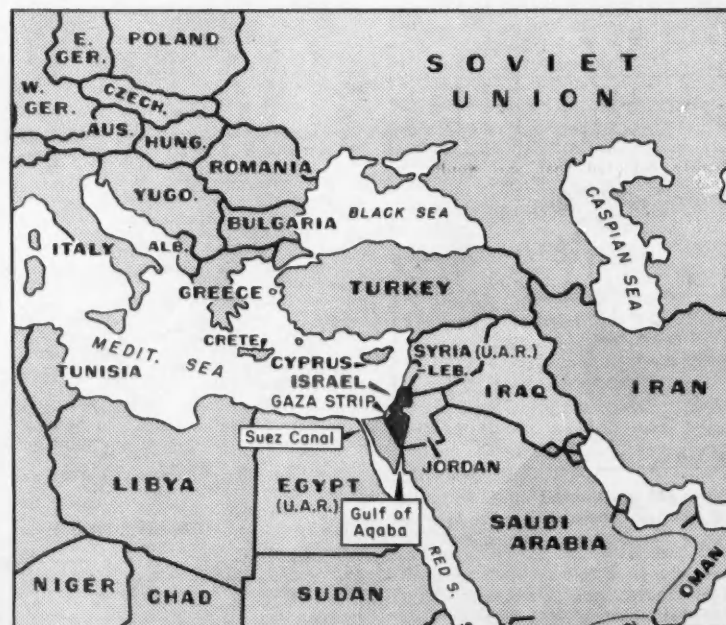 E.
GER.
POLAND
SOVIET
UNION
W.
GER.
CZECH.
AUS.
HUNG.
ROMANIA
YUGO.
BULGARIA
BLACK SEA
CASPIAN SEA
ITALY
ALB.
GREECE
TURKEY
CRETE
MEDIT. SEA
TUNISIA
CYPRUS
SYRIA (U.A.R.)
LEB.
ISRAEL
IRAQ
IRAN
GAZA STRIP
Suez Canal
JORDAN
LIBYA
EGYPT
(U.A.R.)
Gulf of
Aqaba
SAUDI
ARABIA
RED S.
OMAN
NIGER
CHAD
SUDAN